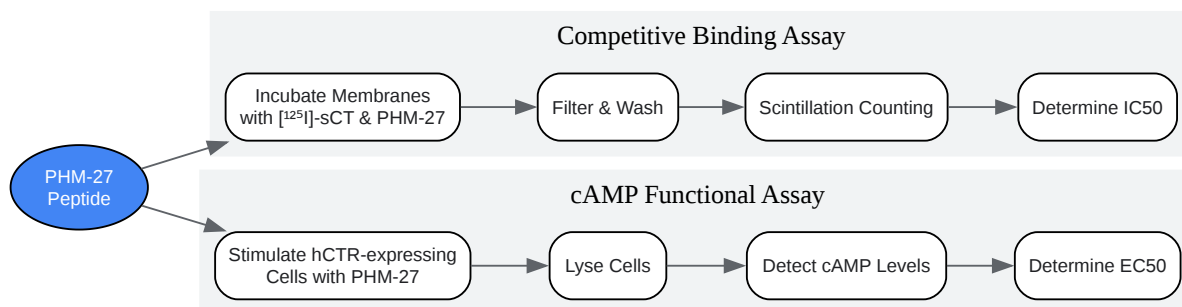 Competitive Binding Assay
Incubate Membranes
with [¹²⁵I]-sCT & PHM-27
Filter & Wash
Scintillation Counting
Determine IC50
PHM-27
Peptide
cAMP Functional Assay
Stimulate hCTR-expressing
Cells with PHM-27
Lyse Cells
Detect cAMP Levels
Determine EC50